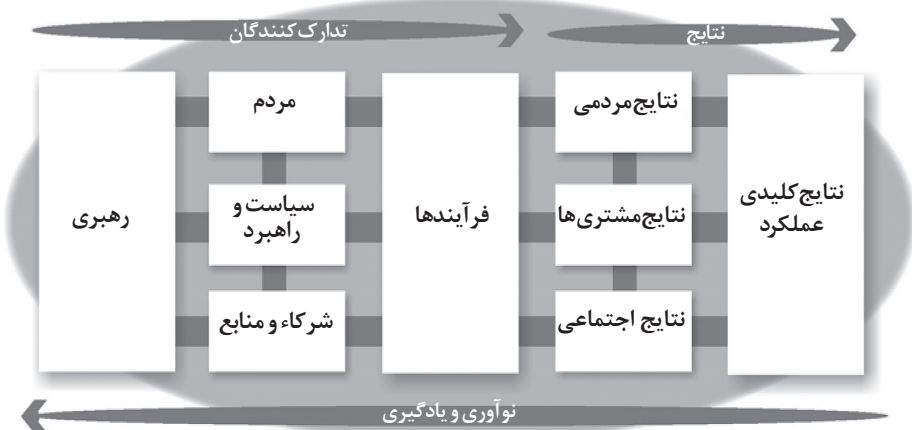 تدارک‌کنندگان
نتایج
رهبری
مردم
سیاست و
راهبرد
شرکاء و منابع
فرآیندها
نتایج‌مردمی
نتایج‌مشتری‌ها
نتایج اجتماعی
نتایج‌کلیدی
عملکرد
نوآوری و یادگیری